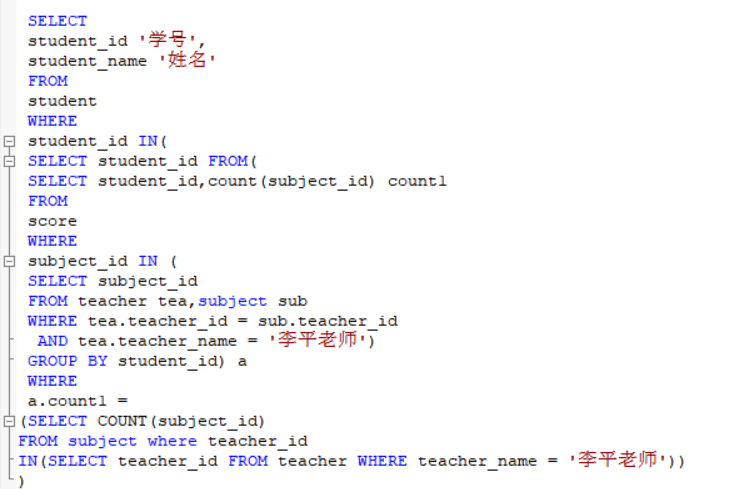 SELECT
student_id '学号',
student_name '姓名'
FROM
student
WHERE
student_id IN(
SELECT student_id FROM(
SELECT student_id,count(subject_id) count1
FROM
score
WHERE
subject_id IN (
SELECT subject_id
FROM teacher tea,subject sub
WHERE tea.teacher_id = sub.teacher_id
AND tea.teacher_name = '李平老师')
GROUP BY student_id) a
WHERE
a.count1 =
(SELECT COUNT(subject_id)
FROM subject where teacher_id
IN(SELECT teacher_id FROM teacher WHERE teacher_name = '李平老师'))
)